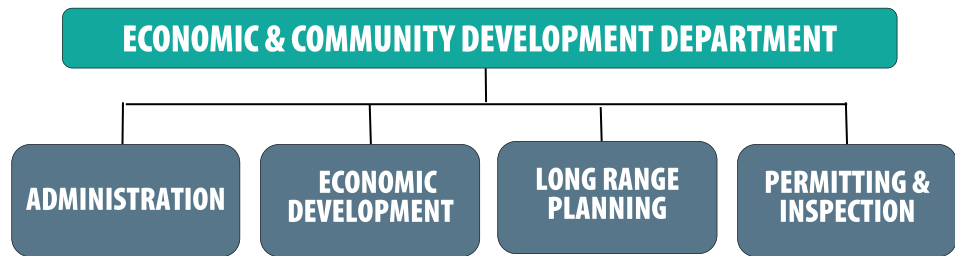 ECONOMIC & COMMUNITY DEVELOPMENT DEPARTMENT
ADMINISTRATION
ECONOMIC
DEVELOPMENT
LONG RANGE
PLANNING
PERMITTING &
INSPECTION